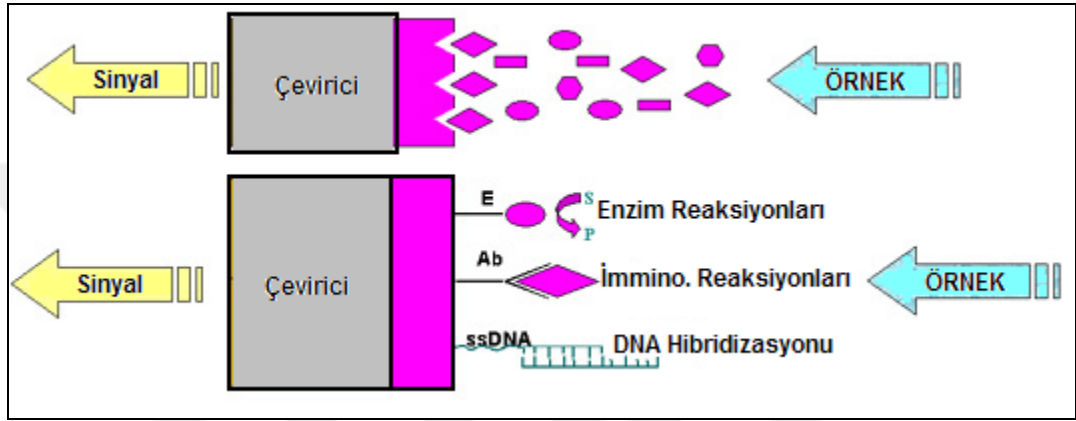 Sinyal
Çevirici
ÖRNEK
E
S
Enzim Reaksiyonları
P
Ab
Sinyal
Çevirici
İmmino. Reaksiyonları
ÖRNEK
ssDNA
DNA Hibridizasyonu